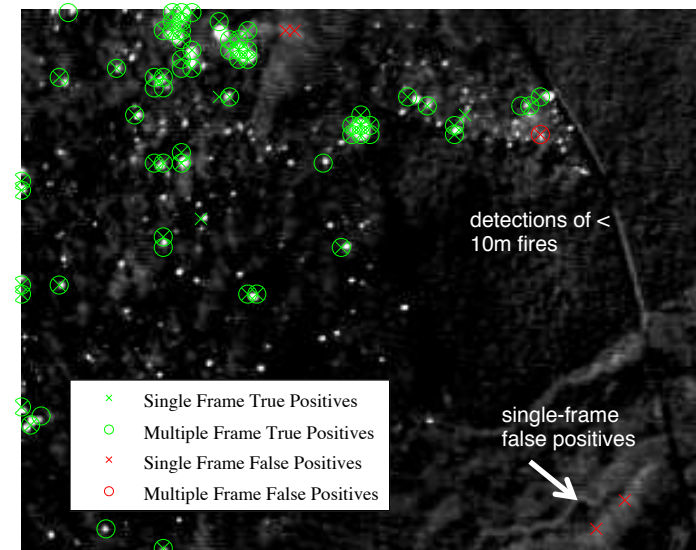 detections of <
10m fires
Single Frame True Positives
Multiple Frame True Positives
Single Frame False Positives
Multiple Frame False Positives
single-frame
false positives